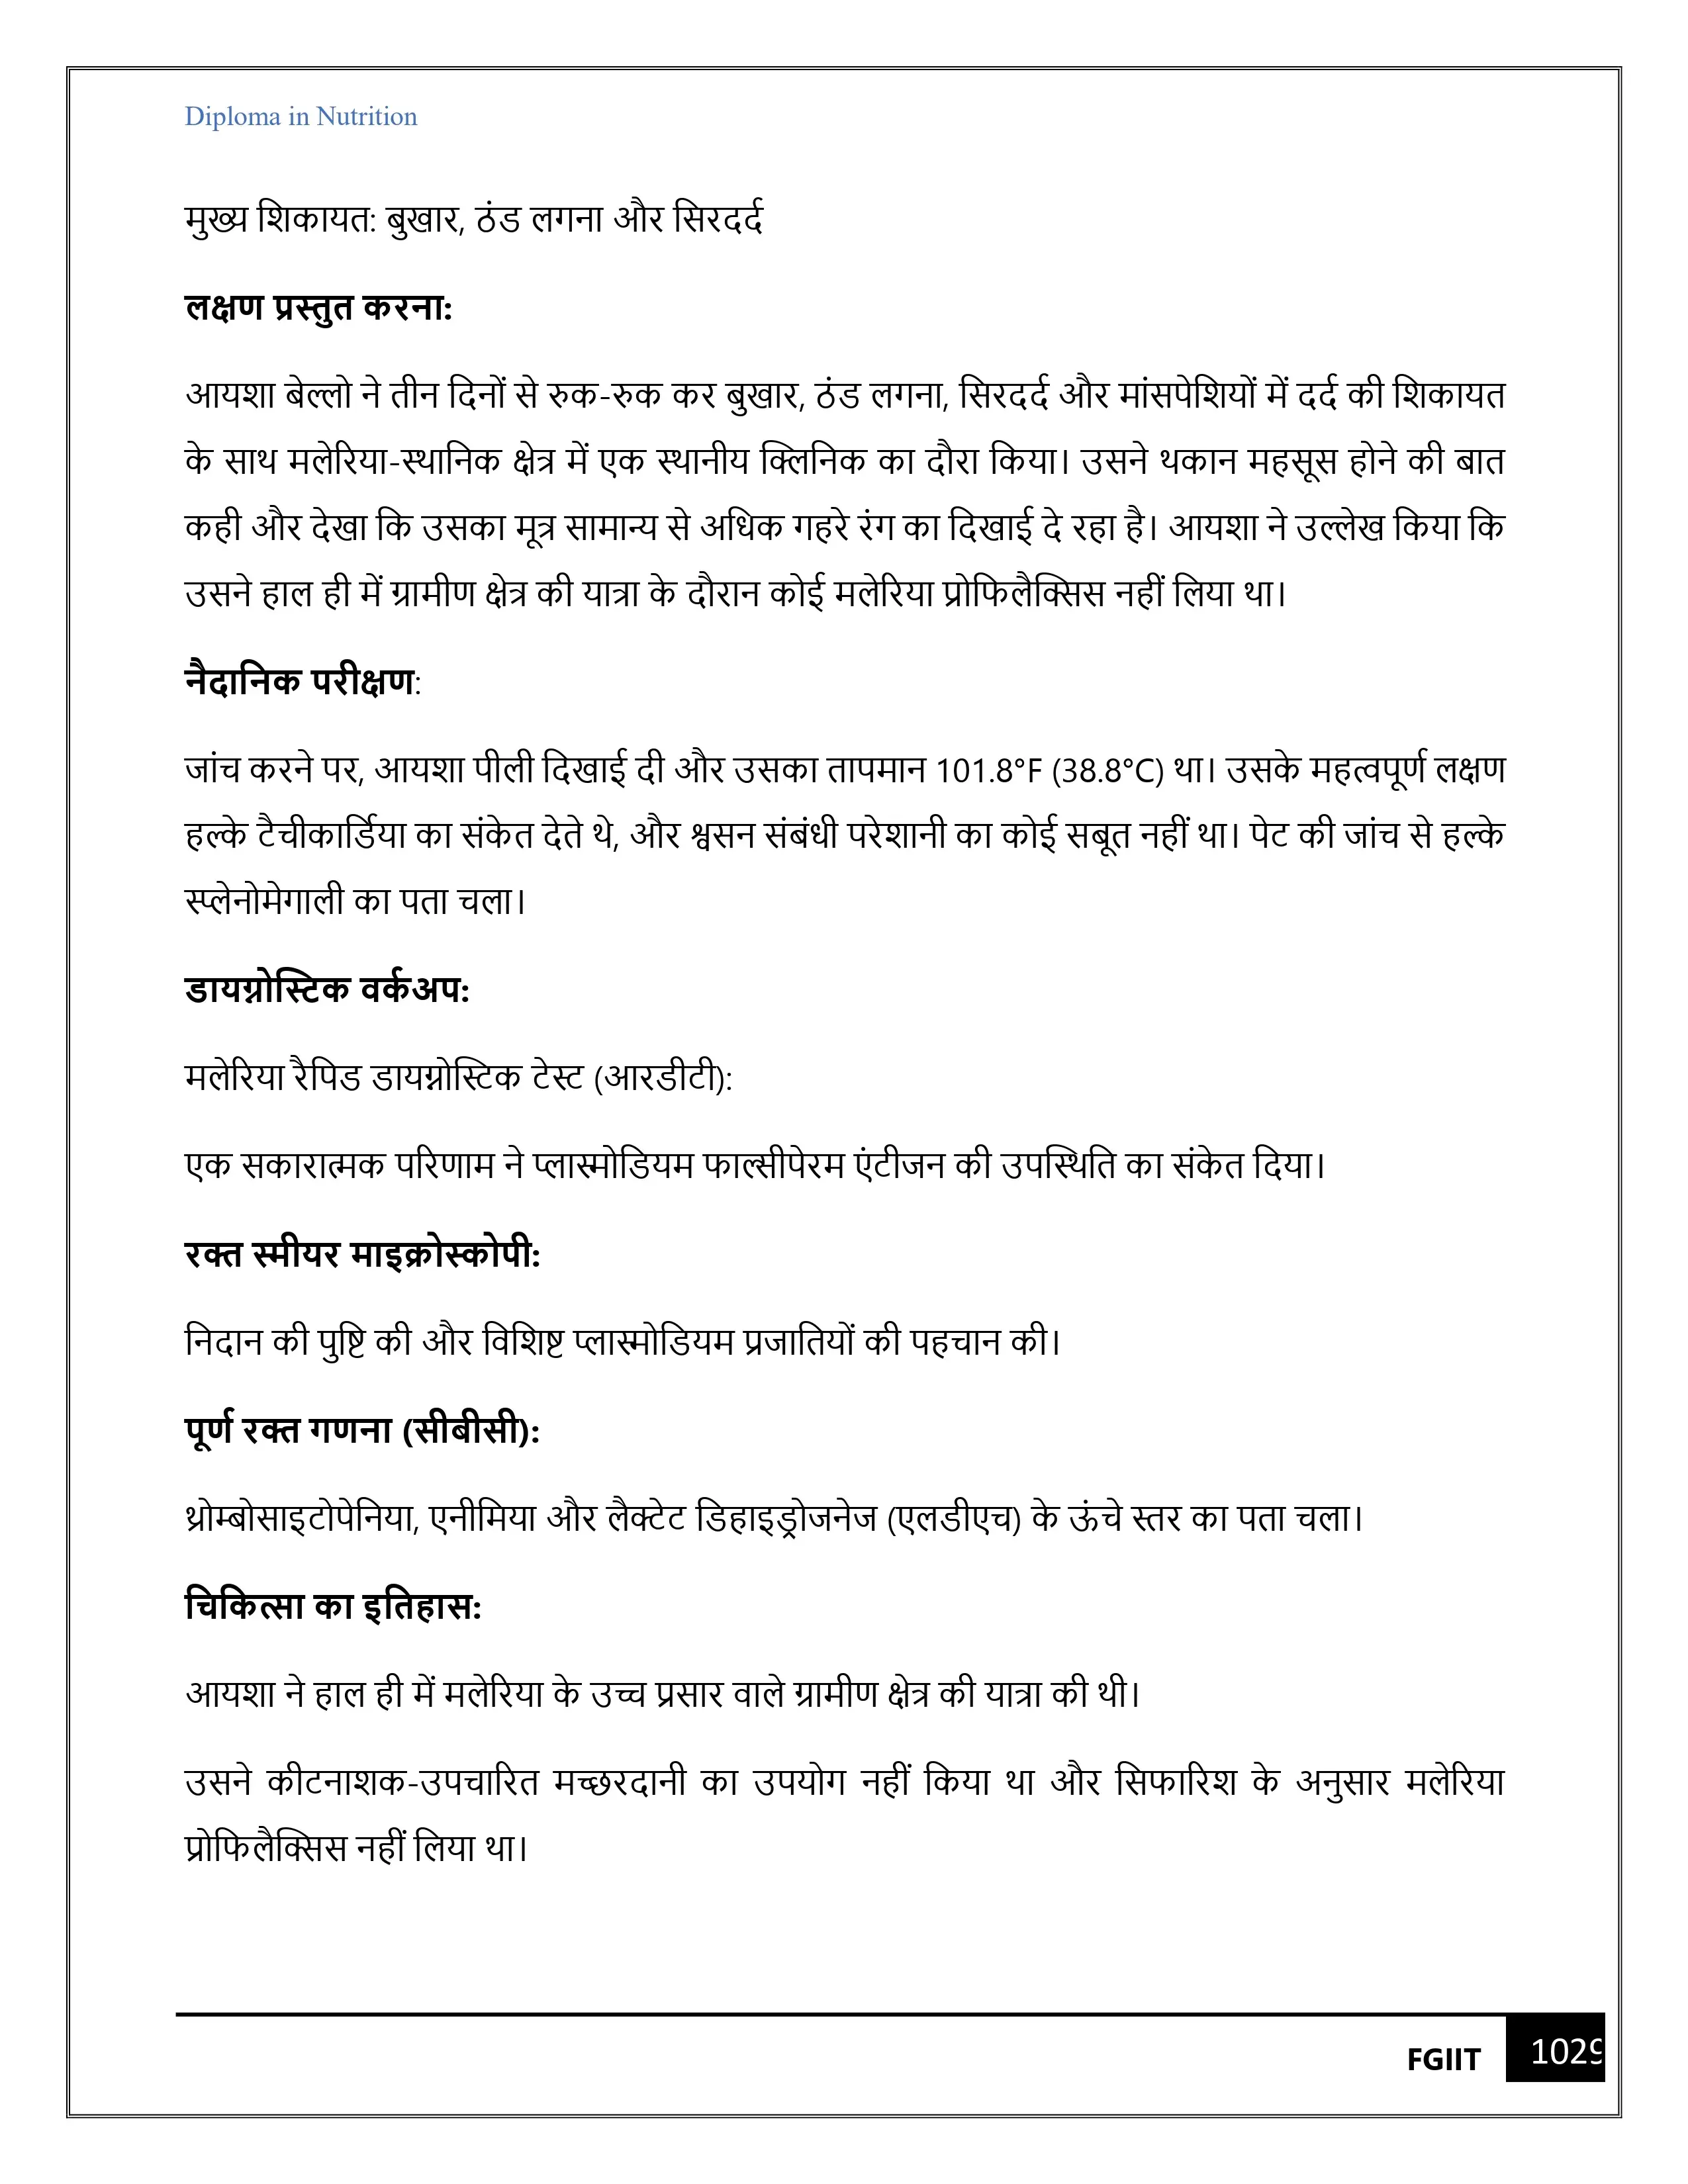 Diploma in Nutrition
मुख्य शिकायत: बुखार, ठंड लगना और सिरदर्द
लक्षण प्रस्तुत करना:
आयशा बेल्लो ने तीन दिनों से रुक-रुक कर बुखार, ठंड लगना, सिरदर्द और मांसपेशियों में दर्द की शिकायत
के साथ मलेरिया-स्थानिक क्षेत्र में एक स्थानीय क्लिनिक का दौरा किया। उसने थकान महसूस होने की बात
कही और देखा कि उसका मूत्र सामान्य से अधिक गहरे रंग का दिखाई दे रहा है। आयशा ने उल्लेख किया कि
उसने हाल ही में ग्रामीण क्षेत्र की यात्रा के दौरान कोई मलेरिया प्रोफिलैक्सिस नहीं लिया था।
नैदानिक परीक्षण:
जांच करने पर, आयशा पीली दिखाई दी और उसका तापमान 101.8°F (38.8°C) था। उसके महत्वपूर्ण लक्षण
हल्के टैचीकार्डिया का संकेत देते थे, और श्वसन संबंधी परेशानी का कोई सबूत नहीं था। पेट की जांच से हल्के
स्प्लेनोमेगाली का पता चला।
डायग्नोस्टिक वर्कअप:
मलेरिया रैपिड डायग्नोस्टिक टेस्ट (आरडीटी):
एक सकारात्मक परिणाम ने प्लास्मोडियम फाल्सीपेरम एंटीजन की उपस्थिति का संकेत दिया।
रक्त स्मीयर माइक्रोस्कोपी:
निदान की पुष्टि की और विशिष्ट प्लास्मोडियम प्रजातियों की पहचान की।
पूर्ण रक्त गणना (सीबीसी):
थ्रोम्बोसाइटोपेनिया, एनीमिया और लैक्टेट डिहाइड्रोजनेज (एलडीएच) के ऊंचे स्तर का पता चला।
चिकित्सा का इतिहास:
आयशा ने हाल ही में मलेरिया के उच्च प्रसार वाले ग्रामीण क्षेत्र की यात्रा की थी।
उसने कीटनाशक-उपचारित मच्छरदानी का उपयोग नहीं किया था और सिफारिश के अनुसार मलेरिया
प्रोफिलैक्सिस नहीं लिया था।
FGIIT 1029